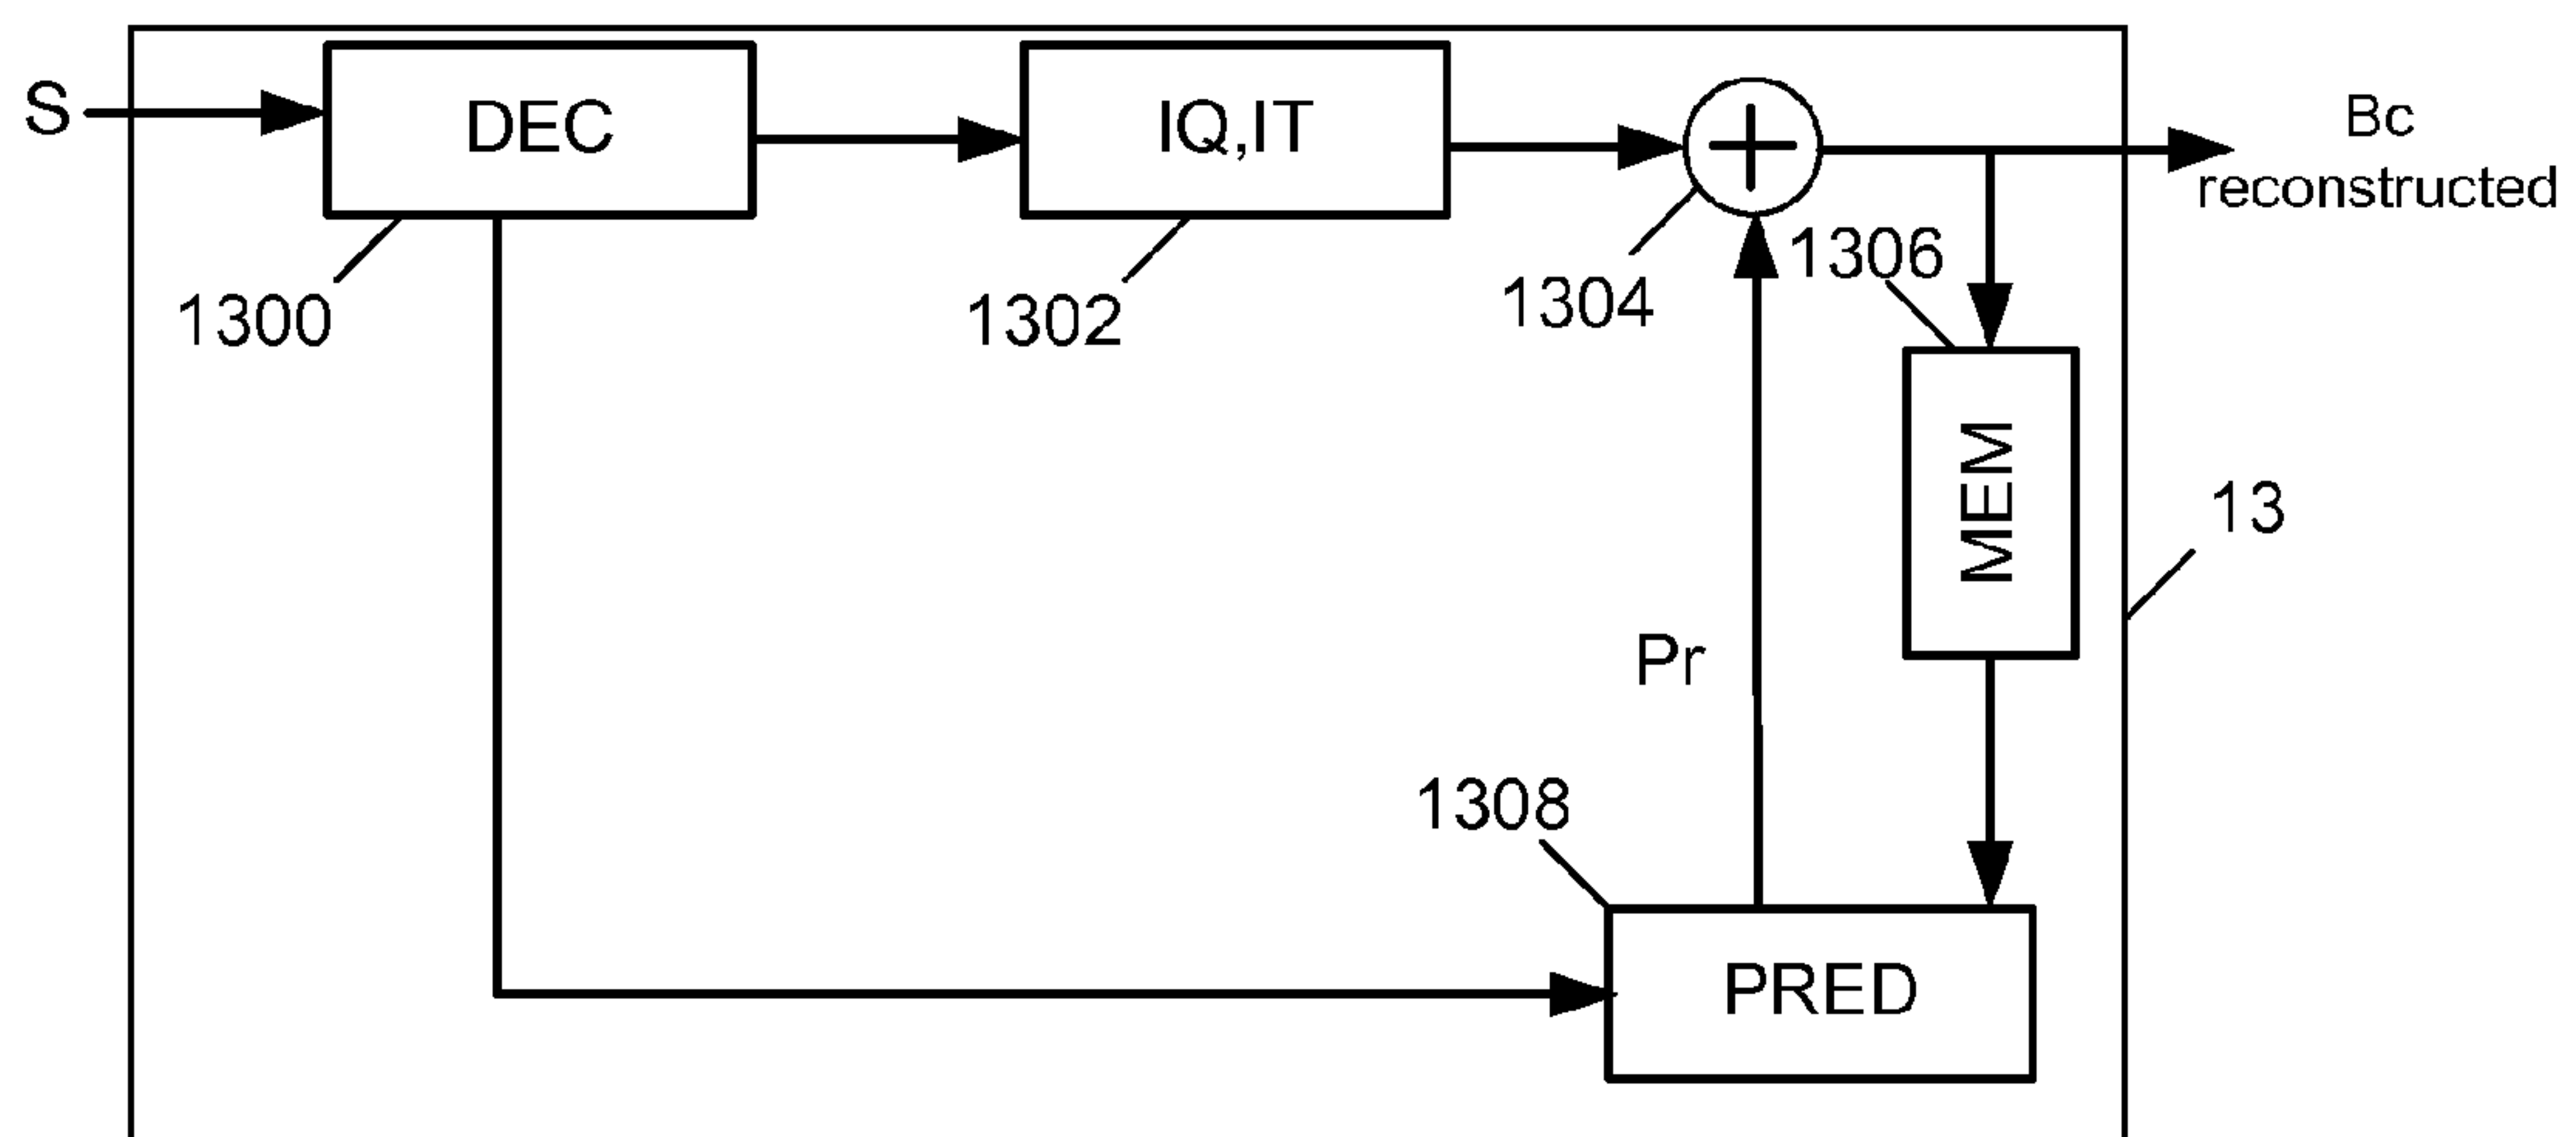 S
DEC
IQ,IT
Bc
reconstructed
1300
1302
1304
1306
MEM
13
Pr
1308
PRED